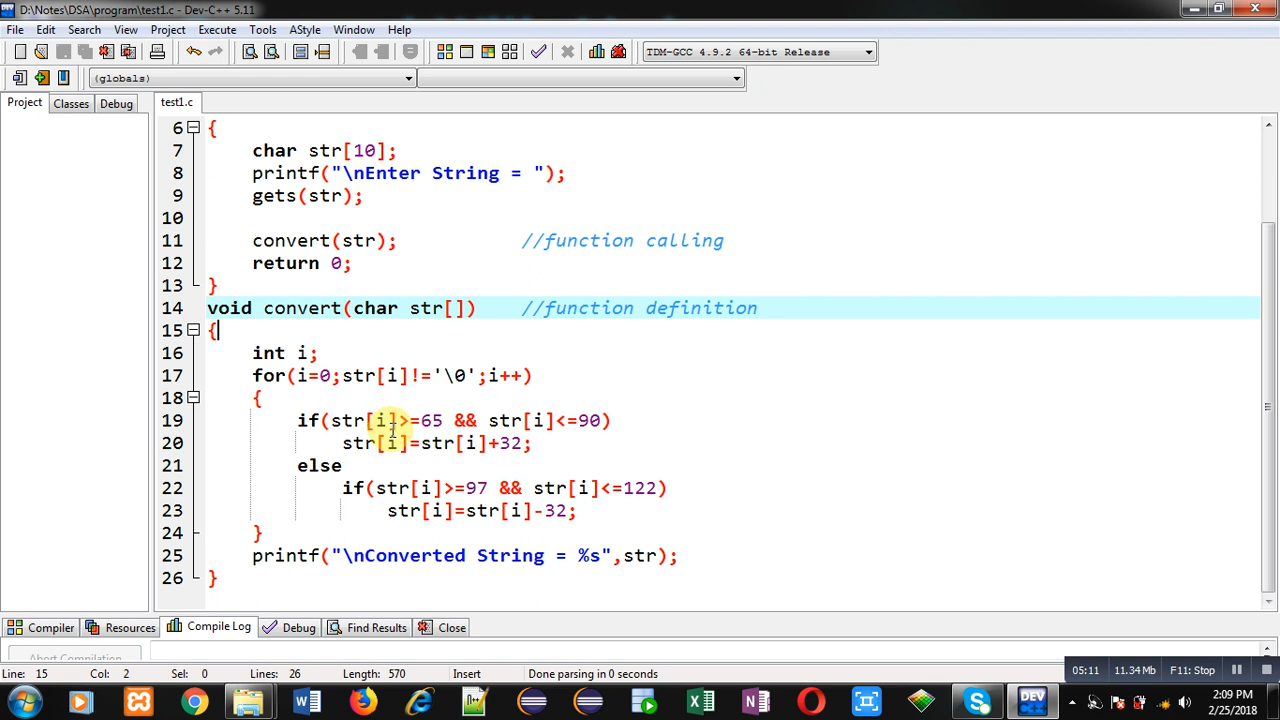 D:\Notes\DSA\program\test1.c - Dev-C++ 5.11
File Edit Search View Project Execute Tools AStyle Window Help
TDM-GCC 4.9.2 64-bit Release
(globals)
Project Classes Debug test1.c
6 {
7 char str[10];
8 printf("\nEnter String = ");
9 gets(str);
10
11 convert(str); //function calling
12 return 0;
13 }
14 void convert(char str[]) //function definition
15 {
16 int i;
17 for(i=0;str[i]!='\0';i++)
18 {
19 if(str[i]>=65 && str[i]<=90)
20 str[i]=str[i]+32;
21 else
22 if(str[i]>=97 && str[i]<=122)
23 str[i]=str[i]-32;
24 }
25 printf("\nConverted String = %s",str);
26 }
Compiler Resources Compile Log Debug Find Results Close
Abort Compilation
Line: 15 Col: 2 Sel: 0 Lines: 26 Length: 570 Insert Done parsing in 0 seconds
05:11 11.34 Mb F11: Stop
DEV
2:09 PM
2/25/2018